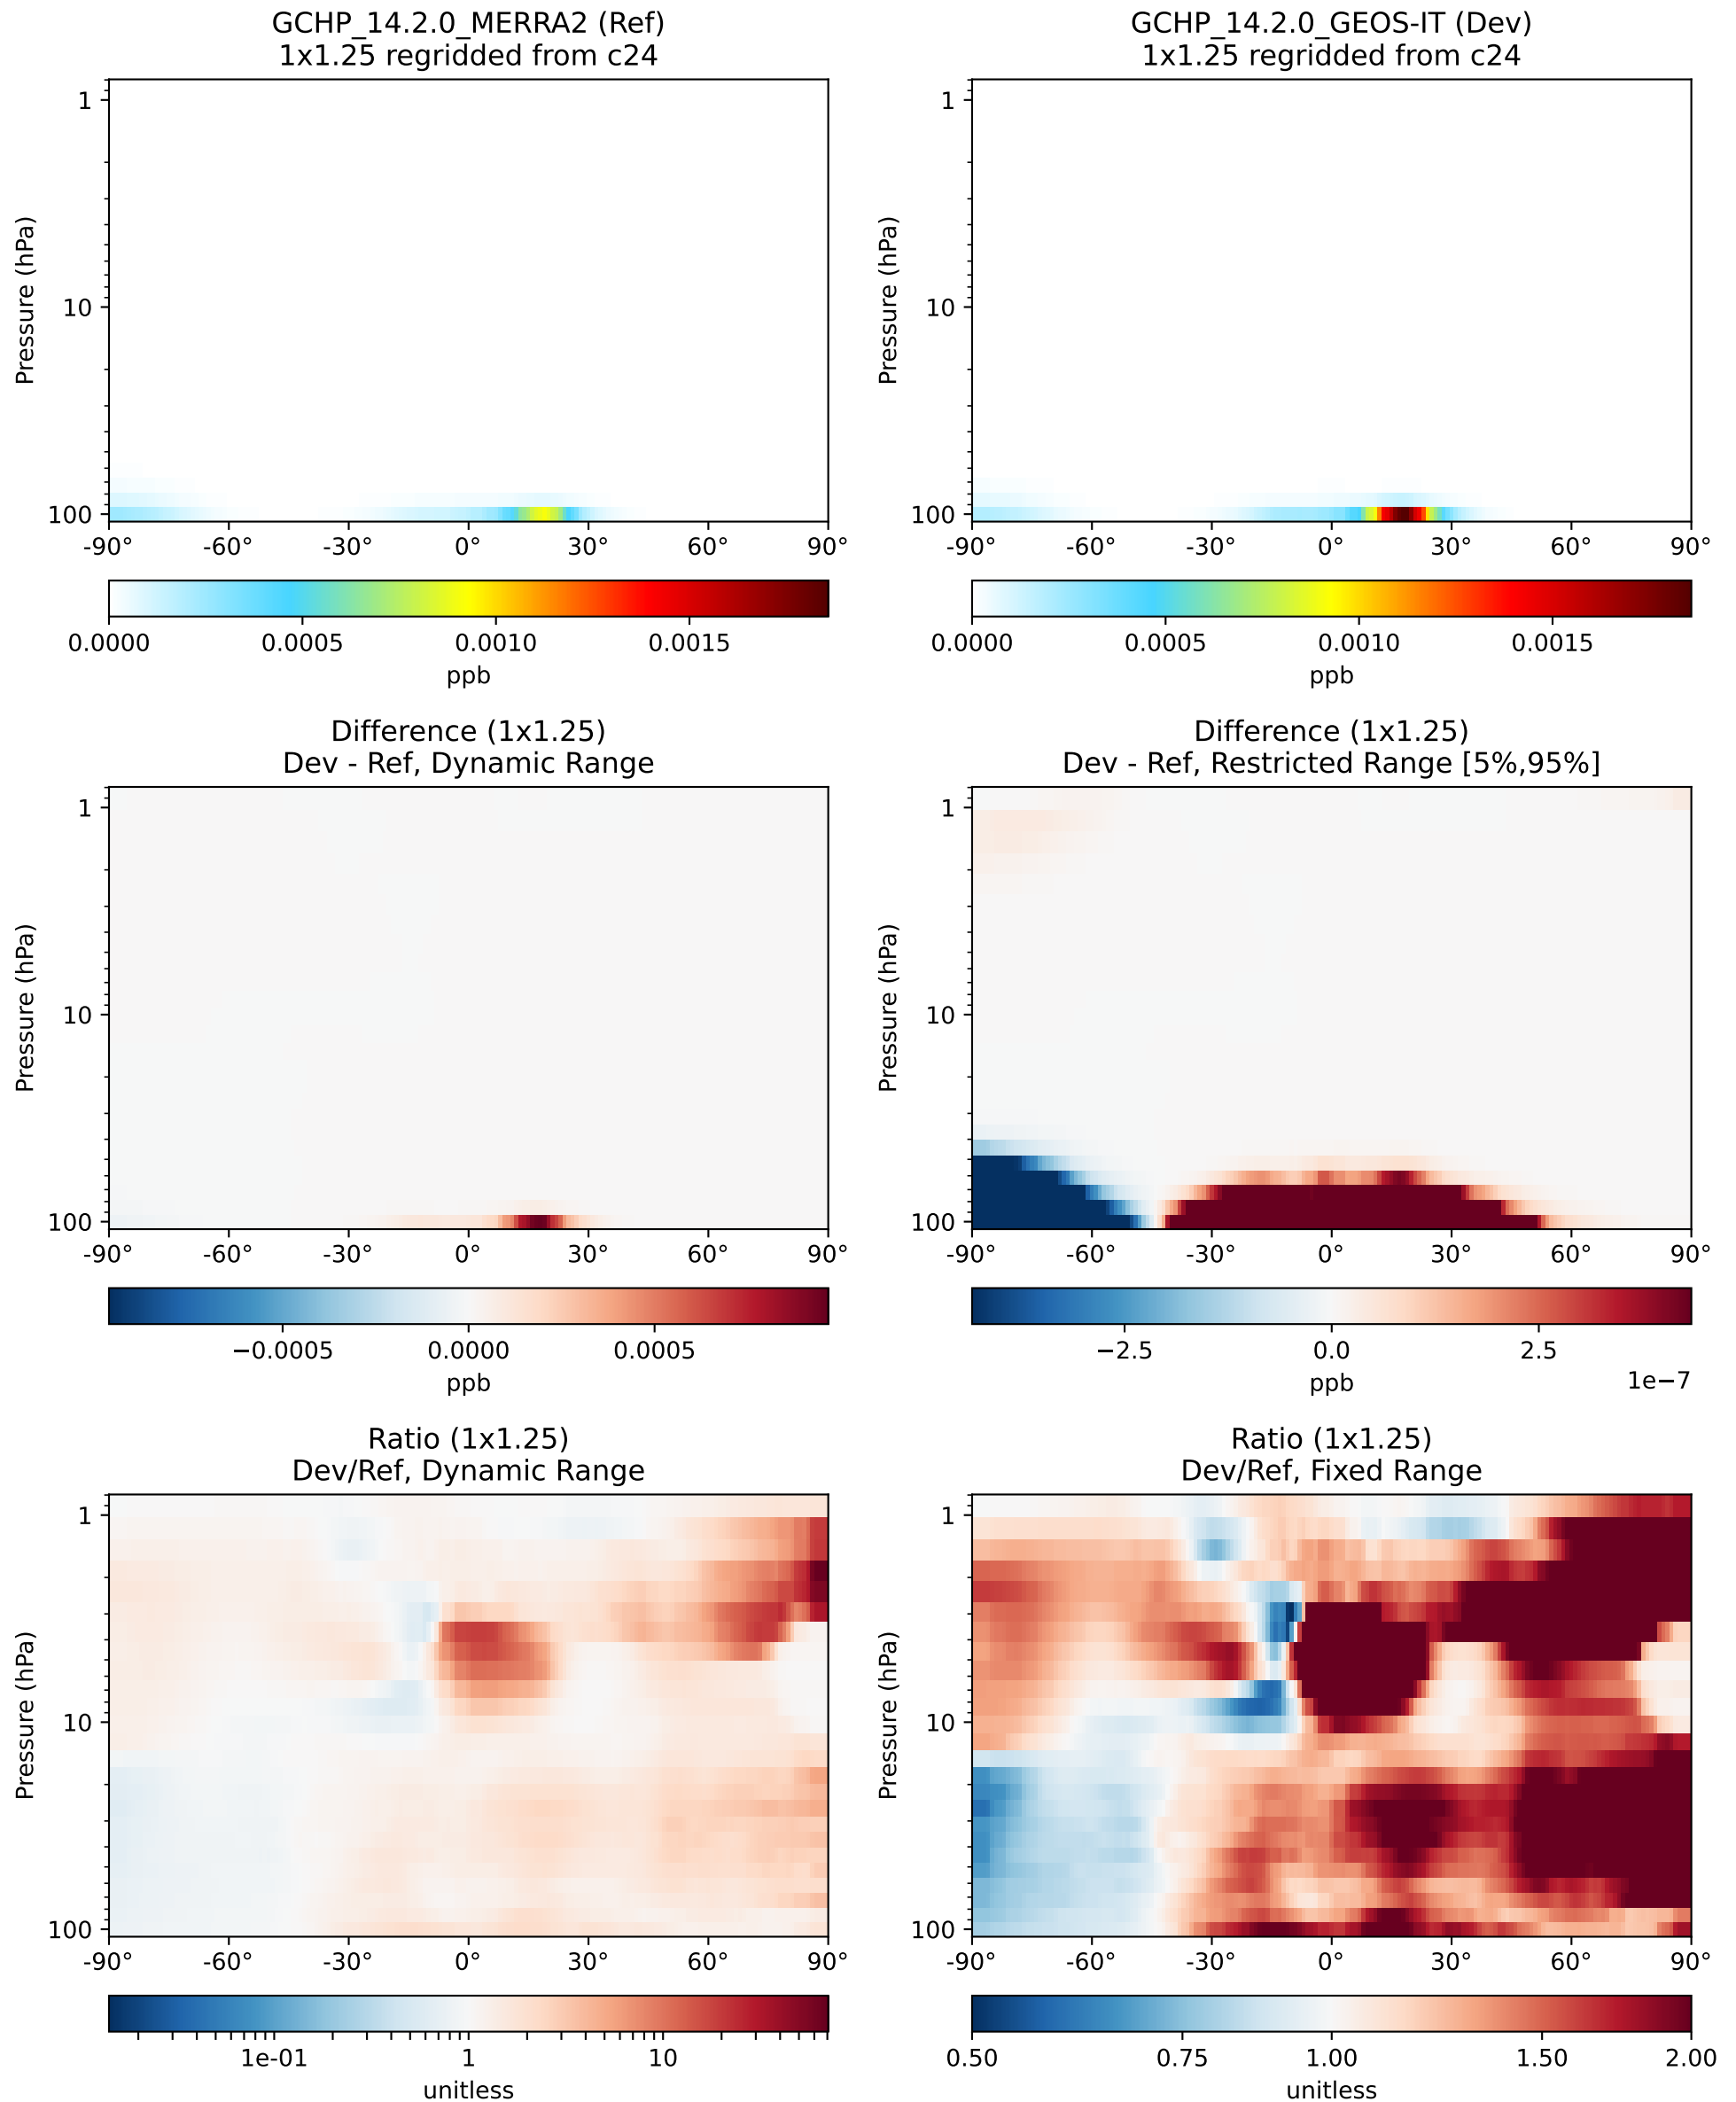 GCHP_14.2.0_MERRA2 (Ref)
1x1.25 regridded from c24
Pressure (hPa)
1
10
100
-90° -60° -30° 0° 30° 60° 90°
0.0000 0.0005 0.0010 0.0015
ppb
GCHP_14.2.0_GEOS-IT (Dev)
1x1.25 regridded from c24
Pressure (hPa)
1
10
100
-90° -60° -30° 0° 30° 60° 90°
0.0000 0.0005 0.0010 0.0015
ppb
Difference (1x1.25)
Dev - Ref, Dynamic Range
Pressure (hPa)
1
10
100
-90° -60° -30° 0° 30° 60° 90°
−0.0005 0.0000 0.0005
ppb
Difference (1x1.25)
Dev - Ref, Restricted Range [5%,95%]
Pressure (hPa)
1
10
100
-90° -60° -30° 0° 30° 60° 90°
−2.5 0.0 2.5
ppb
1e−7
Ratio (1x1.25)
Dev/Ref, Dynamic Range
Pressure (hPa)
1
10
100
-90° -60° -30° 0° 30° 60° 90°
1e-01 1 10
unitless
Ratio (1x1.25)
Dev/Ref, Fixed Range
Pressure (hPa)
1
10
100
-90° -60° -30° 0° 30° 60° 90°
0.50 0.75 1.00 1.50 2.00
unitless